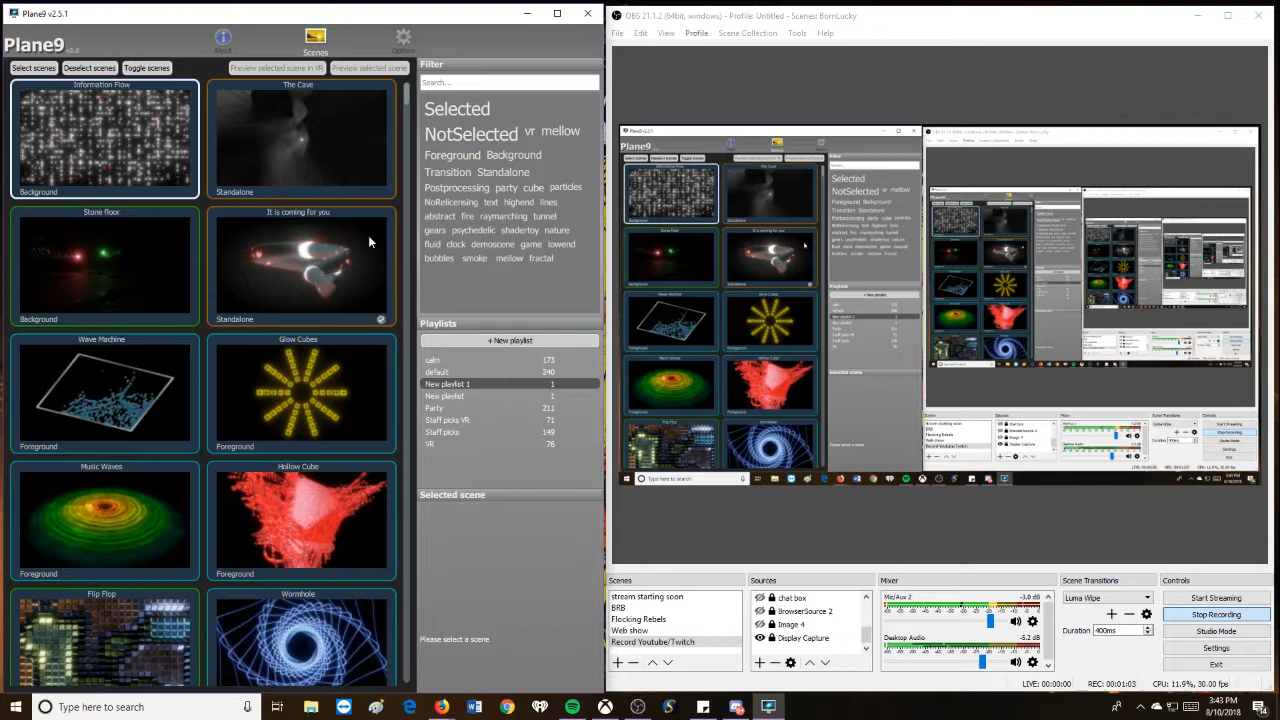 Plane9 v2.5.1
Plane9 v2.5
About
Scenes
Options
Select scenes
Deselect scenes
Toggle scenes
Preview selected scene in VR
Preview selected scene
Information Flow
Background
The Cave
Standalone
Stone floor
Background
It is coming for you
Standalone
Wave Machine
Foreground
Glow Cubes
Foreground
Music Waves
Foreground
Hollow Cube
Foreground
Flip Flop
Wormhole
Filter
Search...
Selected
NotSelected vr mellow
Foreground Background
Transition Standalone
Postprocessing party cube particles
NoRelicensing text highend lines
abstract fire raymarching tunnel
gears psychedelic shadertoy nature
fluid clock demoscene game lowend
bubbles smoke mellow fractal
Playlists
+ New playlist
calm 173
default 240
New playlist 1 1
New playlist 1
Party 211
Staff picks VR 71
Staff picks 149
VR 76
Selected scene
Please select a scene
OBS 21.1.2 (64bit, windows) - Profile: Untitled - Scenes: BornLucky
File Edit View Profile Scene Collection Tools Help
Scenes
stream starting soon
BRB
Flocking Rebels
Web show
Record Youtube/Twitch
Sources
chat box
BrowserSource 2
Image 4
Display Capture
Mixer
Mic/Aux 2 -3.0 dB
Desktop Audio -5.2 dB
Scene Transitions
Luma Wipe
Duration 400ms
Controls
Start Streaming
Stop Recording
Studio Mode
Settings
Exit
LIVE: 00:00:00 REC: 00:01:03 CPU: 11.9%, 30.00 fps
Type here to search
3:43 PM
8/10/2018
14